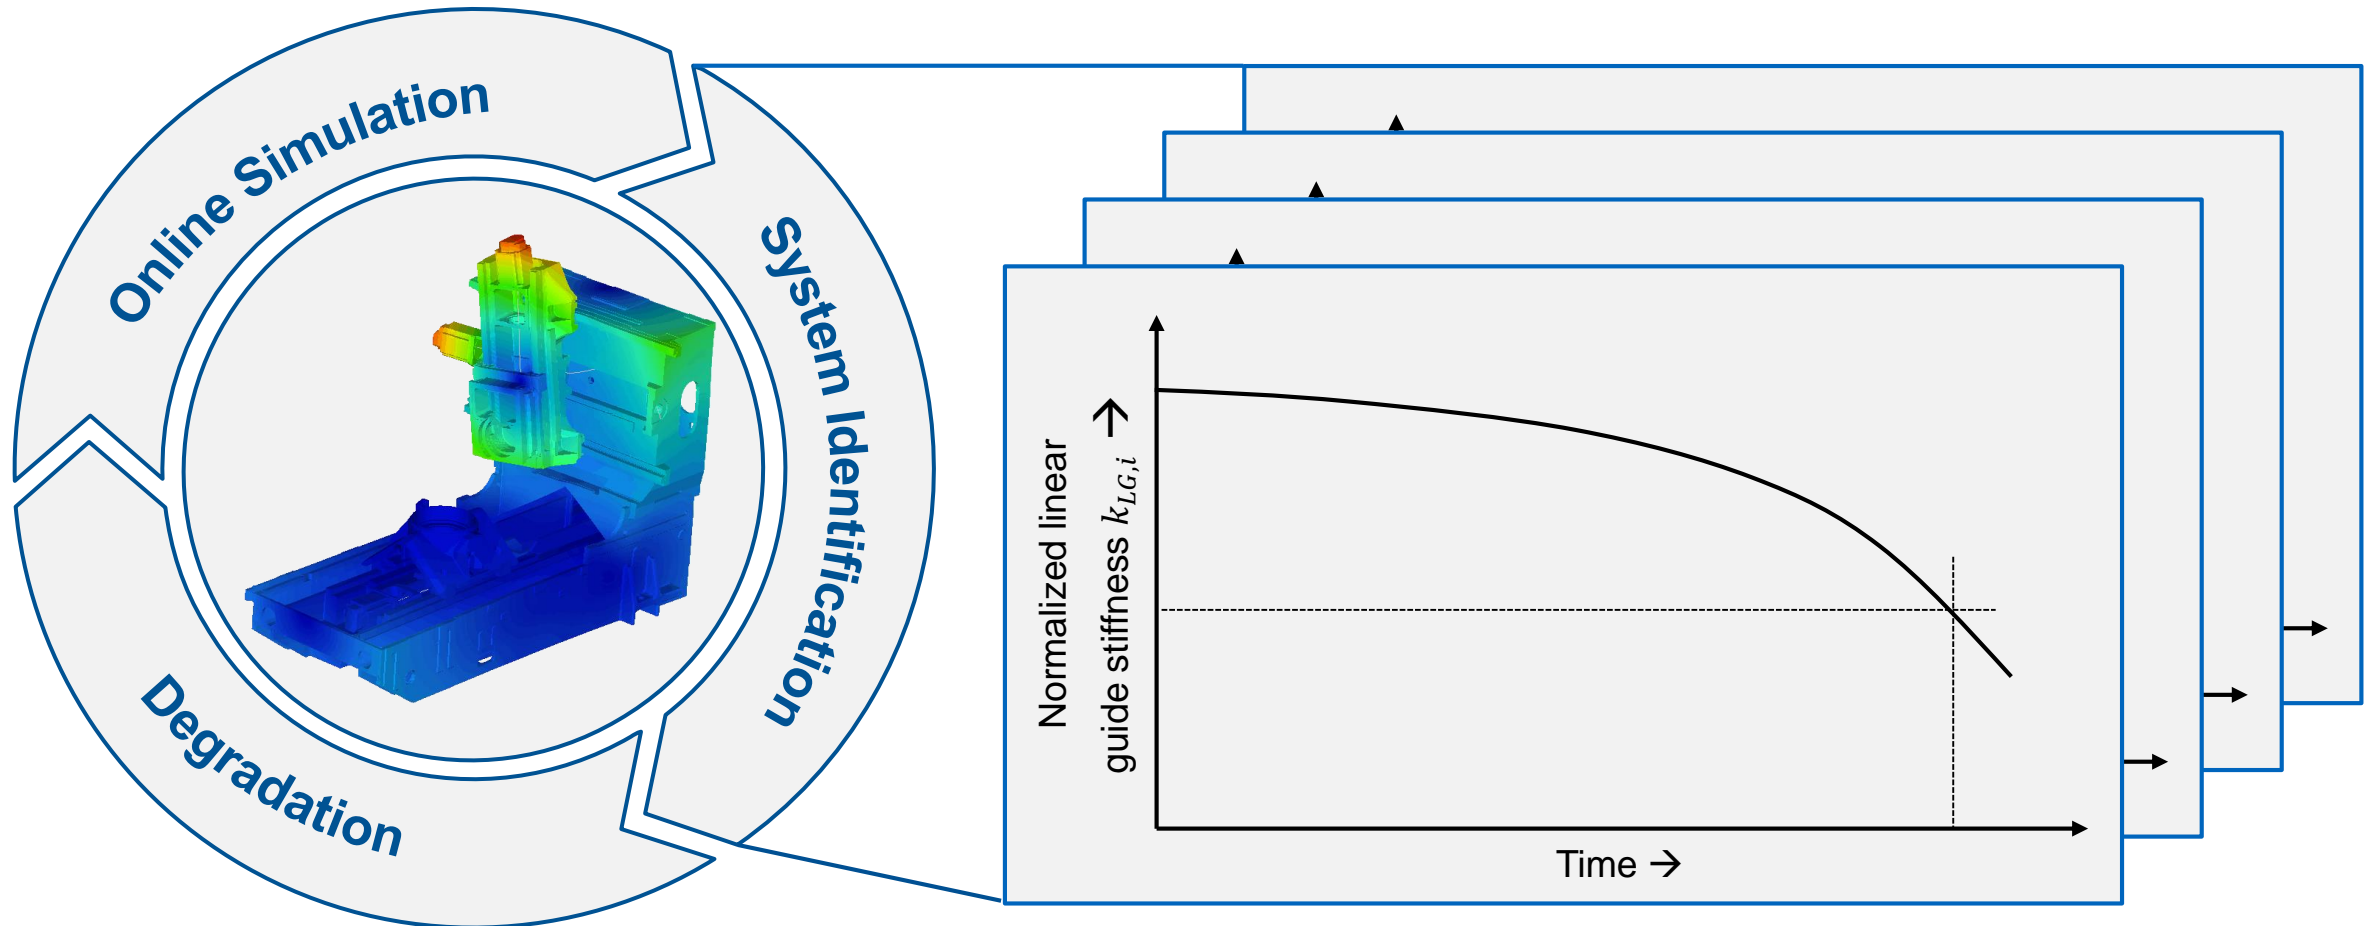 Online Simulation
System Identification
Degradation
Normalized linear
guide stiffness k_{LG,i} →
Time →